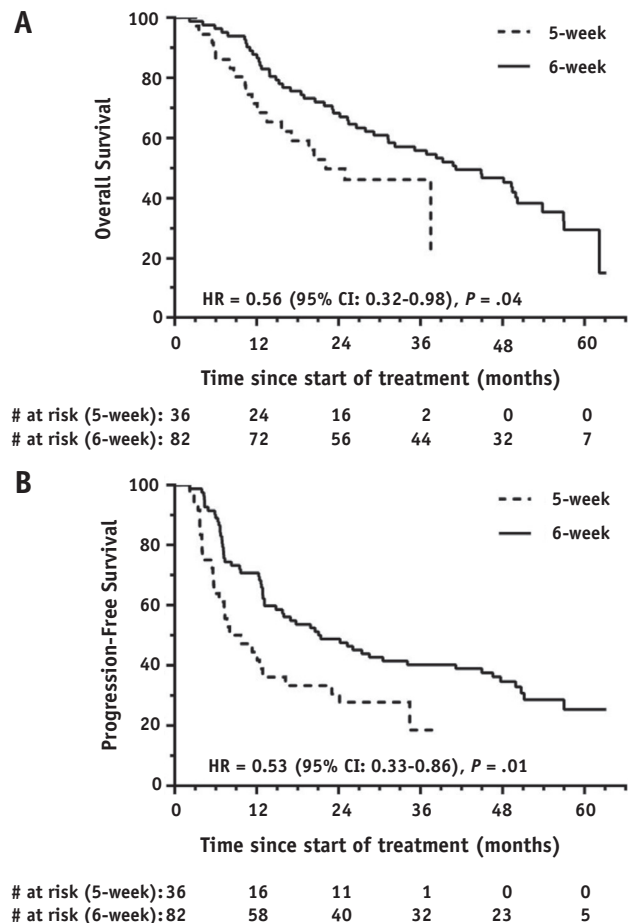 A
100
80
60
40
20
0
Overall Survival
5-week
6-week
HR = 0.56 (95% CI: 0.32-0.98), P = .04
0 12 24 36 48 60
Time since start of treatment (months)
# at risk (5-week): 36 24 16 2 0 0
# at risk (6-week): 82 72 56 44 32 7
B
100
80
60
40
20
0
Progression-Free Survival
5-week
6-week
HR = 0.53 (95% CI: 0.33-0.86), P = .01
0 12 24 36 48 60
Time since start of treatment (months)
# at risk (5-week): 36 16 11 1 0 0
# at risk (6-week): 82 58 40 32 23 5